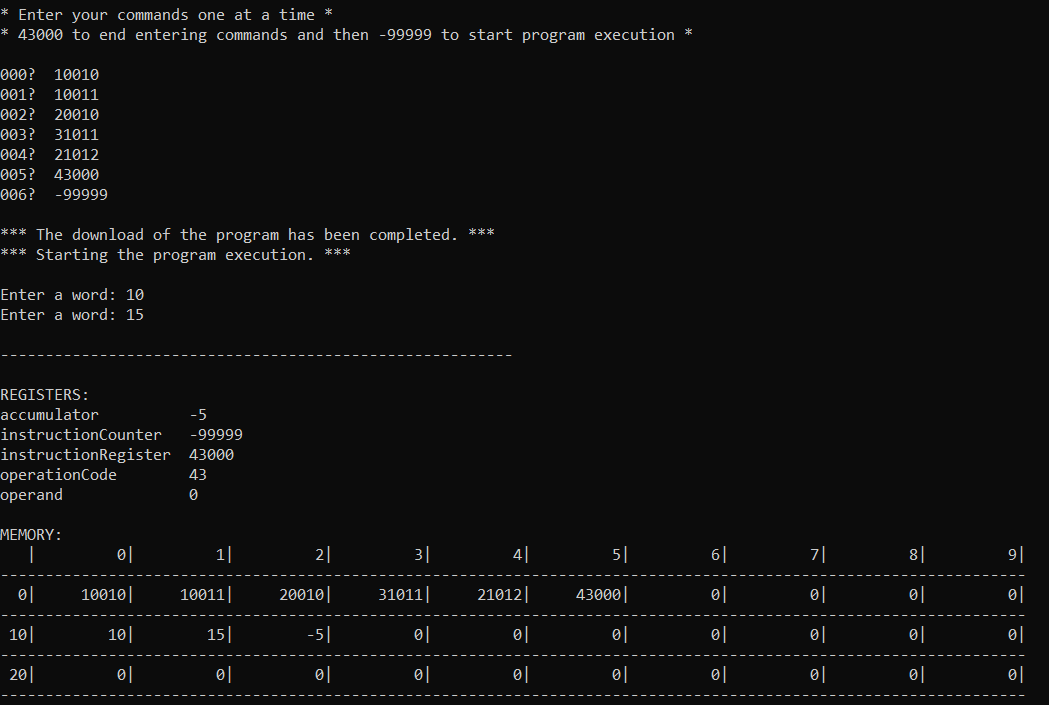 * Enter your commands one at a time *
* 43000 to end entering commands and then -99999 to start program execution *
000?  10010
001?  10011
002?  20010
003?  31011
004?  21012
005?  43000
006?  -99999
*** The download of the program has been completed. ***
*** Starting the program execution. ***
Enter a word: 10
Enter a word: 15
---------------------------------------------------------
REGISTERS:
accumulator          -5
instructionCounter   -99999
instructionRegister  43000
operationCode        43
operand              0
MEMORY:
   |         0|         1|         2|         3|         4|         5|         6|         7|         8|         9|
------------------------------------------------------------------------------------------------------------------
  0|     10010|     10011|     20010|     31011|     21012|     43000|         0|         0|         0|         0|
------------------------------------------------------------------------------------------------------------------
 10|        10|        15|        -5|         0|         0|         0|         0|         0|         0|         0|
------------------------------------------------------------------------------------------------------------------
 20|         0|         0|         0|         0|         0|         0|         0|         0|         0|         0|
------------------------------------------------------------------------------------------------------------------